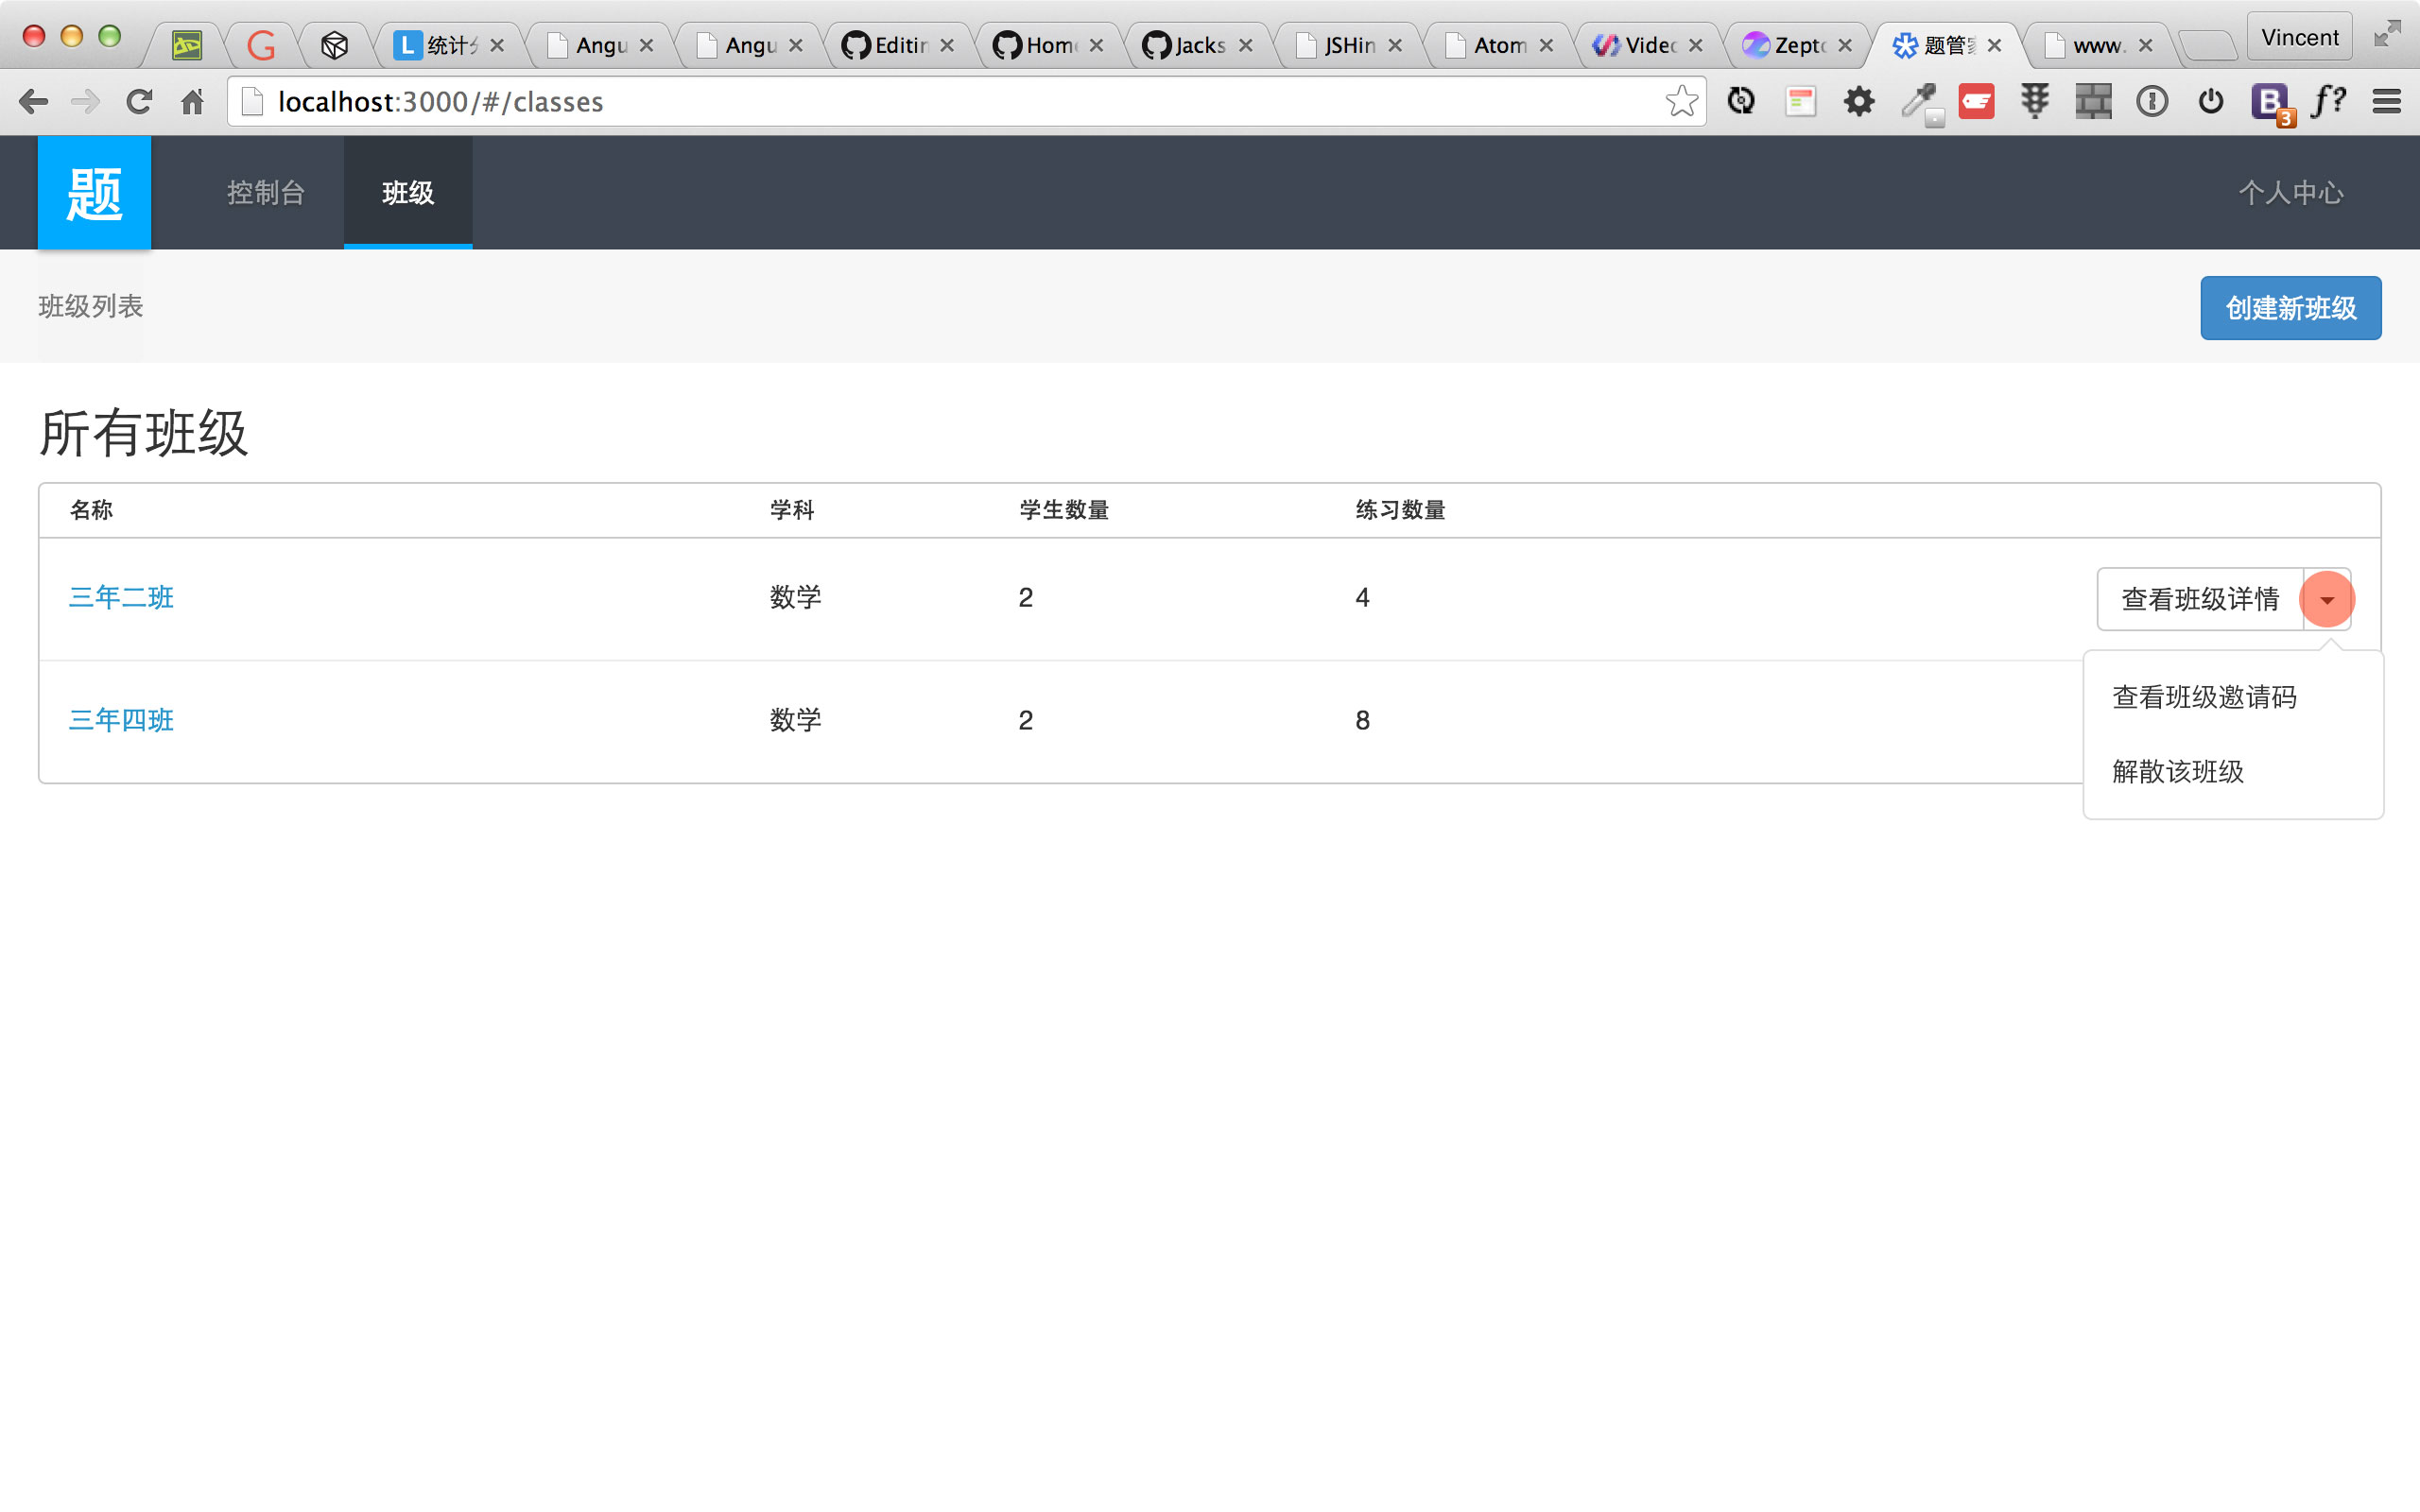 统计 Angu Angu Editin Hom Jacks JSHin Atom Video Zepto 题管 www. Vincent
localhost:3000/#/classes
题 控制台 班级 个人中心
班级列表 创建新班级
所有班级
名称 学科 学生数量 练习数量
三年二班 数学 2 4 查看班级详情
查看班级邀请码
三年四班 数学 2 8
解散该班级